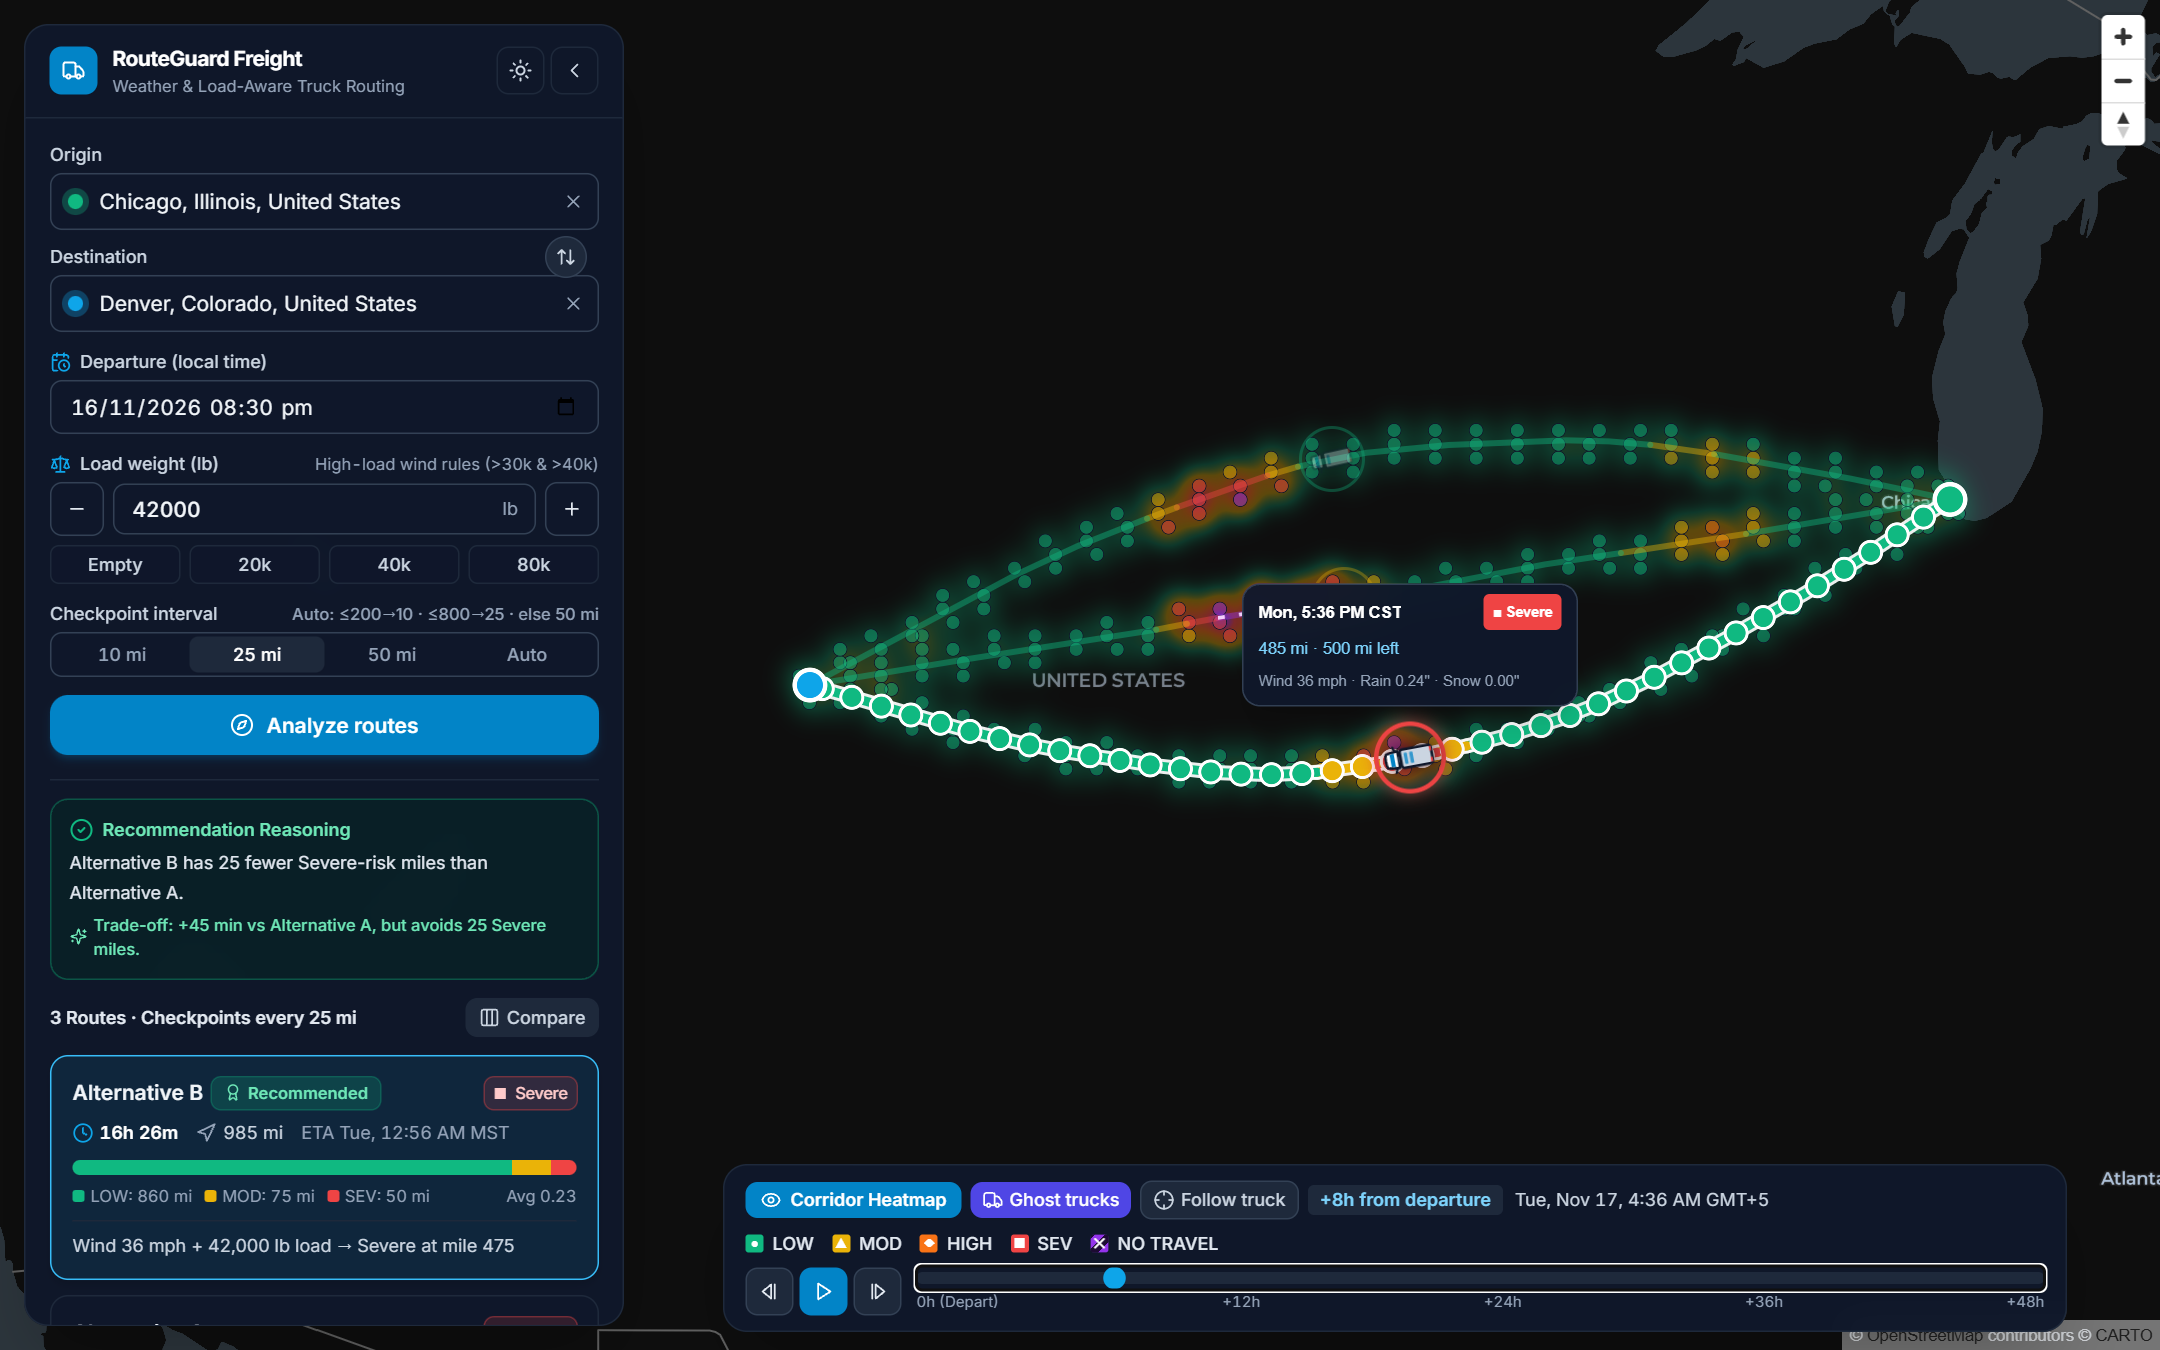 RouteGuard Freight
Weather & Load-Aware Truck Routing
Origin
Chicago, Illinois, United States
Destination
Denver, Colorado, United States
Departure (local time)
16/11/2026 08:30 pm
Load weight (lb)
High-load wind rules (>30k & >40k)
42000
lb
Empty
20k
40k
80k
Checkpoint interval
Auto: ≤200→10 · ≤800→25 · else 50 mi
10 mi
25 mi
50 mi
Auto
Analyze routes
Recommendation Reasoning
Alternative B has 25 fewer Severe-risk miles than
Alternative A.
Trade-off: +45 min vs Alternative A, but avoids 25 Severe
miles.
3 Routes · Checkpoints every 25 mi
Compare
Alternative B
Recommended
Severe
16h 26m
985 mi
ETA Tue, 12:56 AM MST
LOW: 860 mi
MOD: 75 mi
SEV: 50 mi
Avg 0.23
Wind 36 mph + 42,000 lb load → Severe at mile 475
UNITED STATES
Mon, 5:36 PM CST
Severe
485 mi · 500 mi left
Wind 36 mph · Rain 0.24" · Snow 0.00"
Atlanta
Corridor Heatmap
Ghost trucks
Follow truck
+8h from departure
Tue, Nov 17, 4:36 AM GMT+5
LOW
MOD
HIGH
SEV
NO TRAVEL
0h (Depart)
+12h
+24h
+36h
+48h
© OpenStreetMap contributors © CARTO